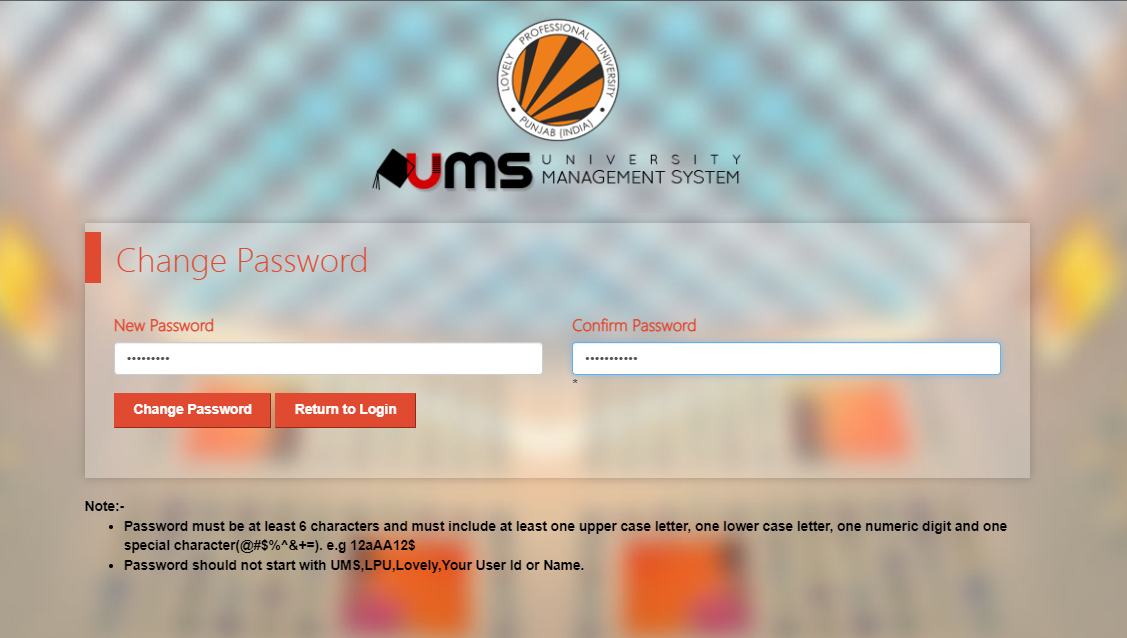 LOVELY PROFESSIONAL UNIVERSITY
PUNJAB (INDIA)
UMS UNIVERSITY
MANAGEMENT SYSTEM
Change Password
New Password Confirm Password
••••••••• •••••••••••
*
Change Password Return to Login
Note:-
• Password must be at least 6 characters and must include at least one upper case letter, one lower case letter, one numeric digit and one
special character(@#$%^&+=). e.g 12aAA12$
• Password should not start with UMS,LPU,Lovely,Your User Id or Name.